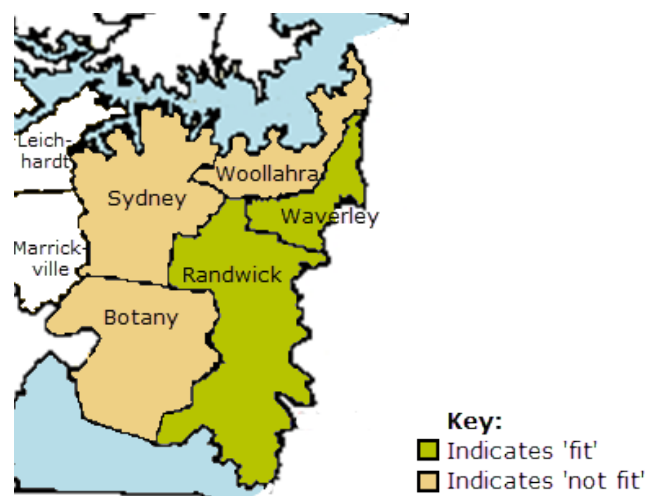 Leich-
hardt
Sydney
Woollahra
Waverley
Marrick-
ville
Randwick
Botany
Key:
Indicates 'fit'
Indicates 'not fit'